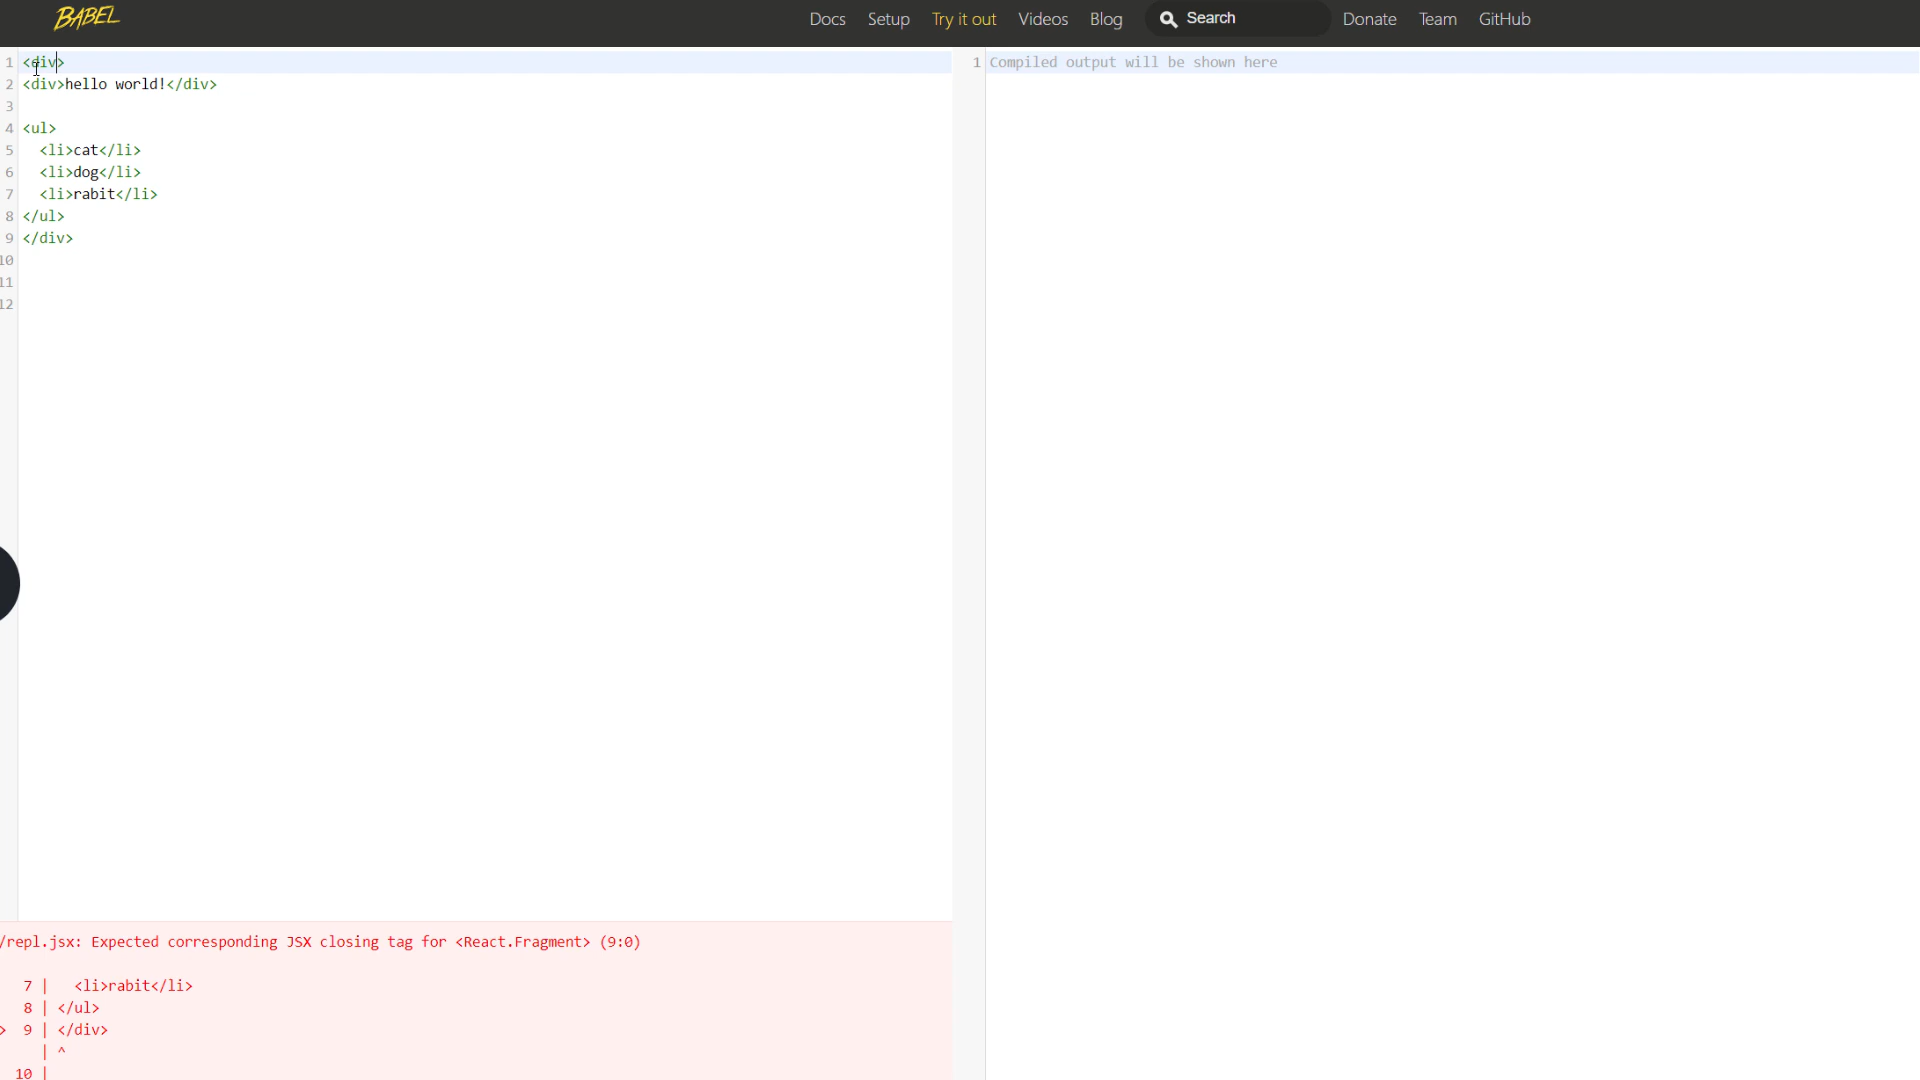 BABEL
Docs Setup Try it out Videos Blog Search Donate Team GitHub
1 <div>
2 <div>hello world!</div>
3
4 <ul>
5 <li>cat</li>
6 <li>dog</li>
7 <li>rabit</li>
8 </ul>
9 </div>
10
11
12
1 Compiled output will be shown here
/repl.jsx: Expected corresponding JSX closing tag for <React.Fragment> (9:0)
7 | <li>rabit</li>
8 | </ul>
> 9 | </div>
| ^
10 |